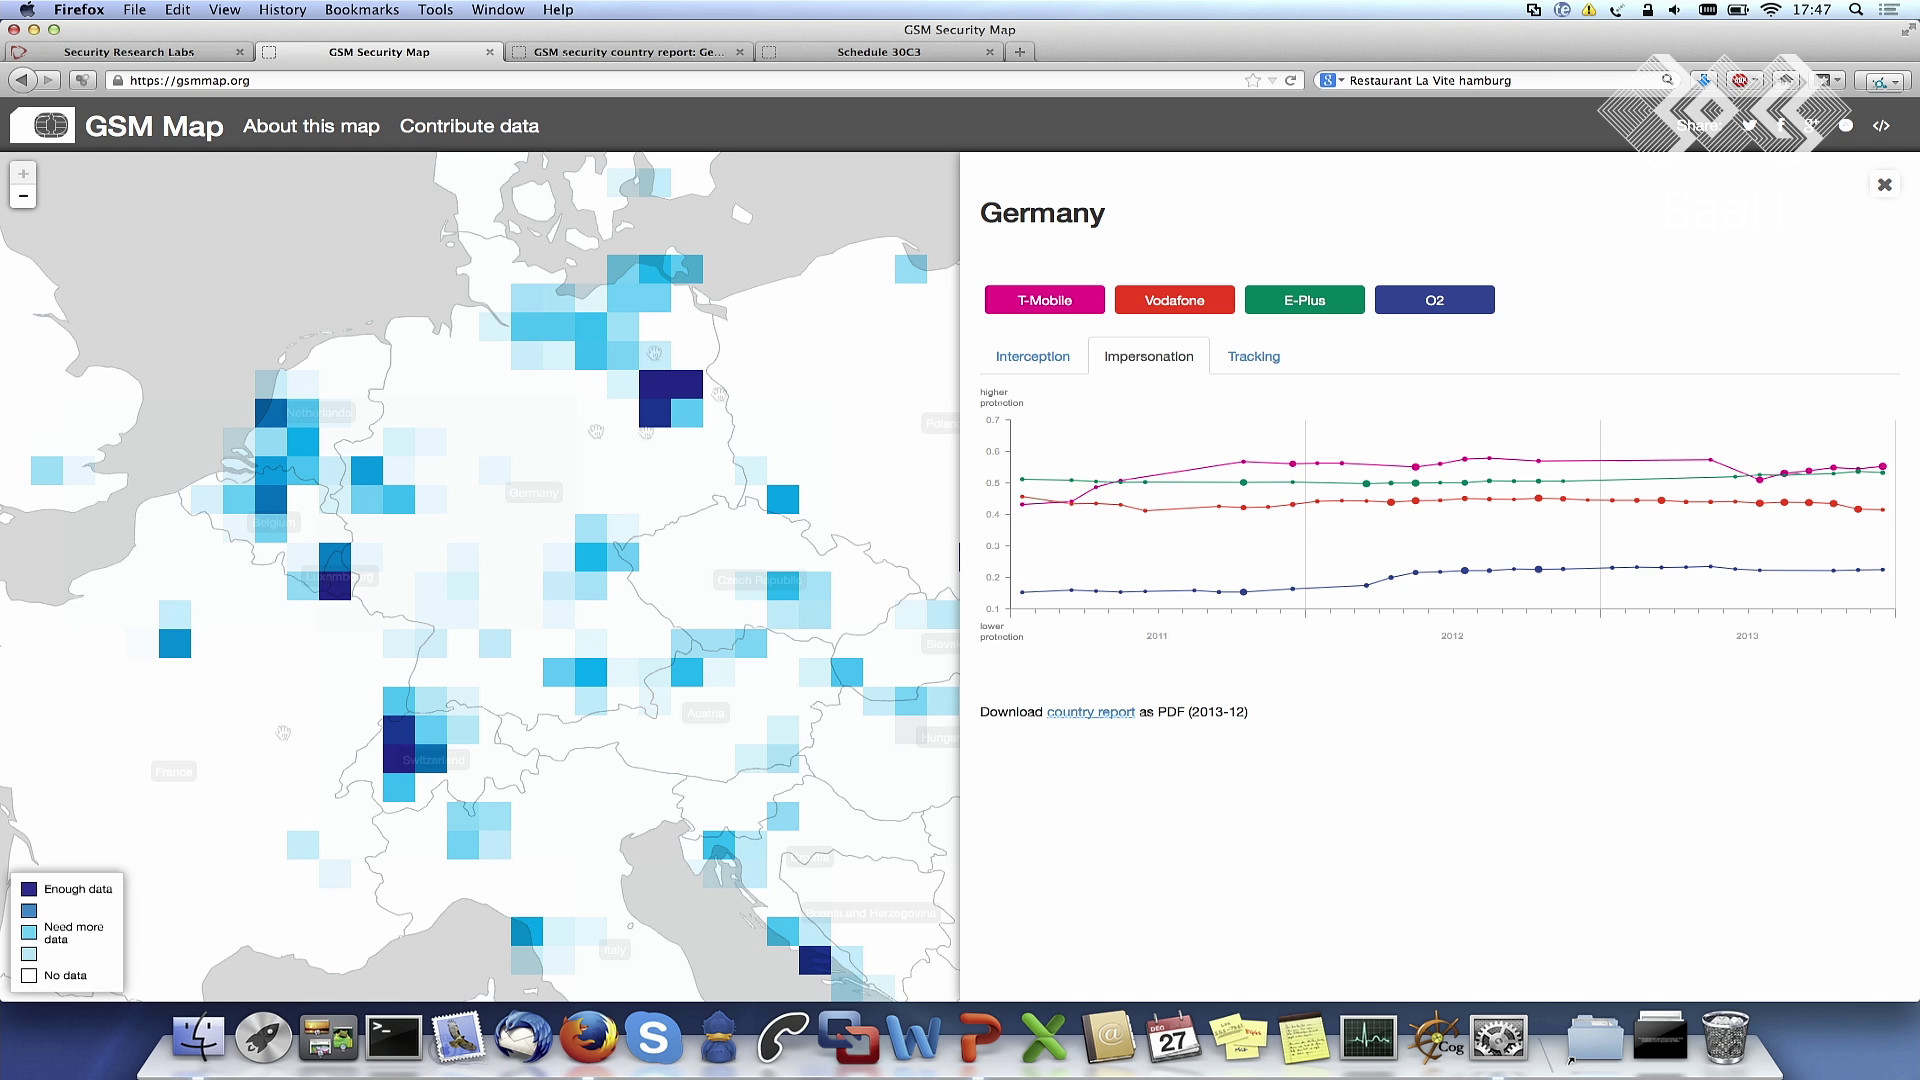 Firefox File Edit View History Bookmarks Tools Window Help 17:47
GSM Security Map
Security Research Labs
GSM Security Map
GSM security country report: Ge...
Schedule 30C3
https://gsmmap.org
Restaurant La Vite hamburg
GSM Map About this map Contribute data
Share:
Germany
T-Mobile Vodafone E-Plus O2
Interception Impersonation Tracking
higher
protection
0.7
0.6
0.5
0.4
0.3
0.2
0.1
lower
protection
2011 2012 2013
Download country report as PDF (2013-12)
Netherlands
Belgium
Luxembourg
Germany
Poland
Czech Republic
Austria
Switzerland
France
Italy
Bosnia and Herzegovina
Enough data
Need more
data
No data
DEC
27
Cog